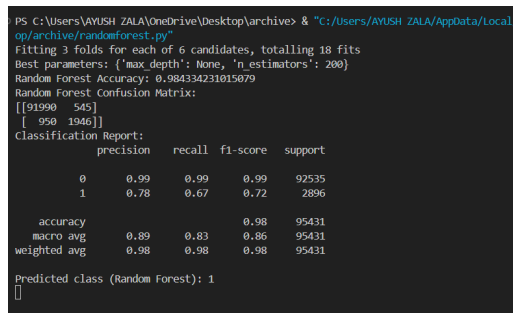 PS C:\Users\AYUSH ZALA\OneDrive\Desktop\archive> & "C:/Users/AYUSH ZALA/AppData/Local
op/archive/randomforest.py"
Fitting 3 folds for each of 6 candidates, totalling 18 fits
Best parameters: {'max_depth': None, 'n_estimators': 200}
Random Forest Accuracy: 0.984334231015079
Random Forest Confusion Matrix:
[[91990   545]
 [  950  1946]]
Classification Report:
              precision    recall  f1-score   support

           0       0.99      0.99      0.99     92535
           1       0.78      0.67      0.72      2896

    accuracy                           0.98     95431
   macro avg       0.89      0.83      0.86     95431
weighted avg       0.98      0.98      0.98     95431

Predicted class (Random Forest): 1